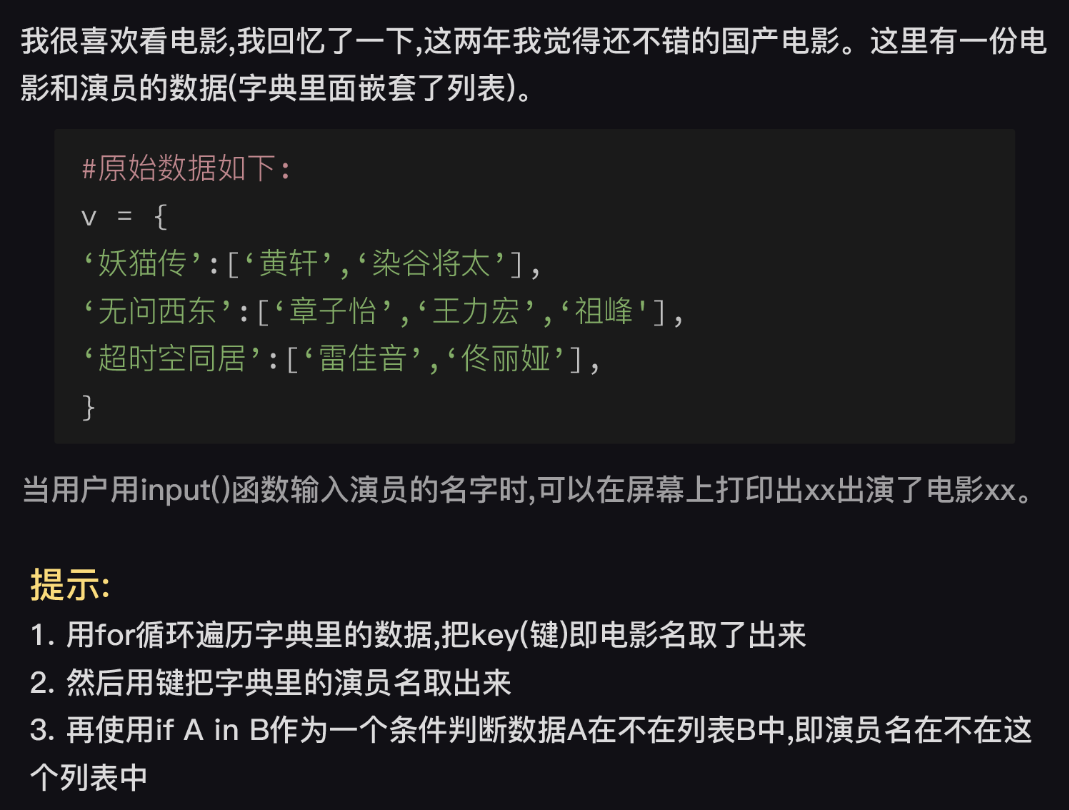 我很喜欢看电影,我回忆了一下,这两年我觉得还不错的国产电影。这里有一份电
影和演员的数据(字典里面嵌套了列表)。
#原始数据如下:
v = {
‘妖猫传’:[‘黄轩’,‘染谷将太’],
‘无问西东’:[‘章子怡’,‘王力宏’,‘祖峰'],
‘超时空同居’:[‘雷佳音’,‘佟丽娅’],
}
当用户用input()函数输入演员的名字时,可以在屏幕上打印出xx出演了电影xx。
提示:
1. 用for循环遍历字典里的数据,把key(键)即电影名取了出来
2. 然后用键把字典里的演员名取出来
3. 再使用if A in B作为一个条件判断数据A在不在列表B中,即演员名在不在这
个列表中